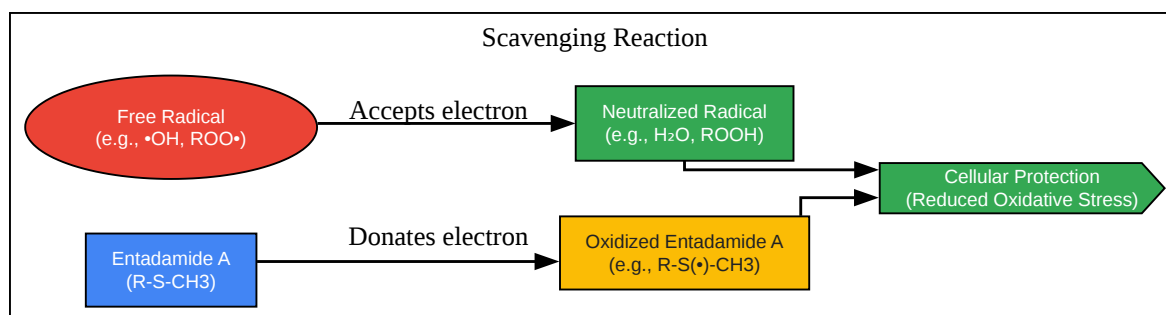 Scavenging Reaction
Free Radical
(e.g., •OH, ROO•)
Accepts electron
Neutralized Radical
(e.g., H₂O, ROOH)
Cellular Protection
(Reduced Oxidative Stress)
Entadamide A
(R-S-CH3)
Donates electron
Oxidized Entadamide A
(e.g., R-S(•)-CH3)